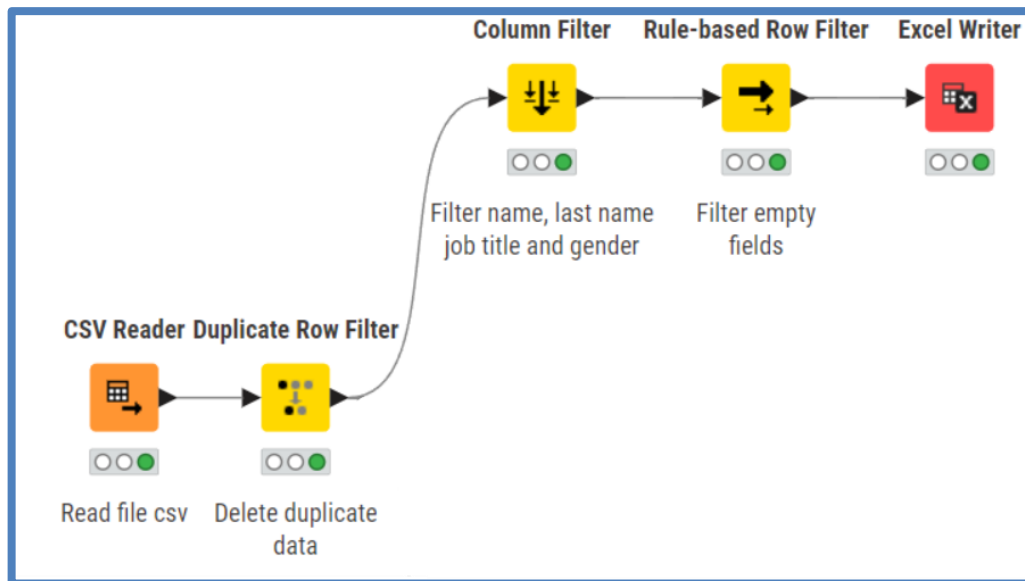 Column Filter
Rule-based Row Filter
Excel Writer
Filter name, last name
job title and gender
Filter empty
fields
CSV Reader
Duplicate Row Filter
Read file csv
Delete duplicate
data